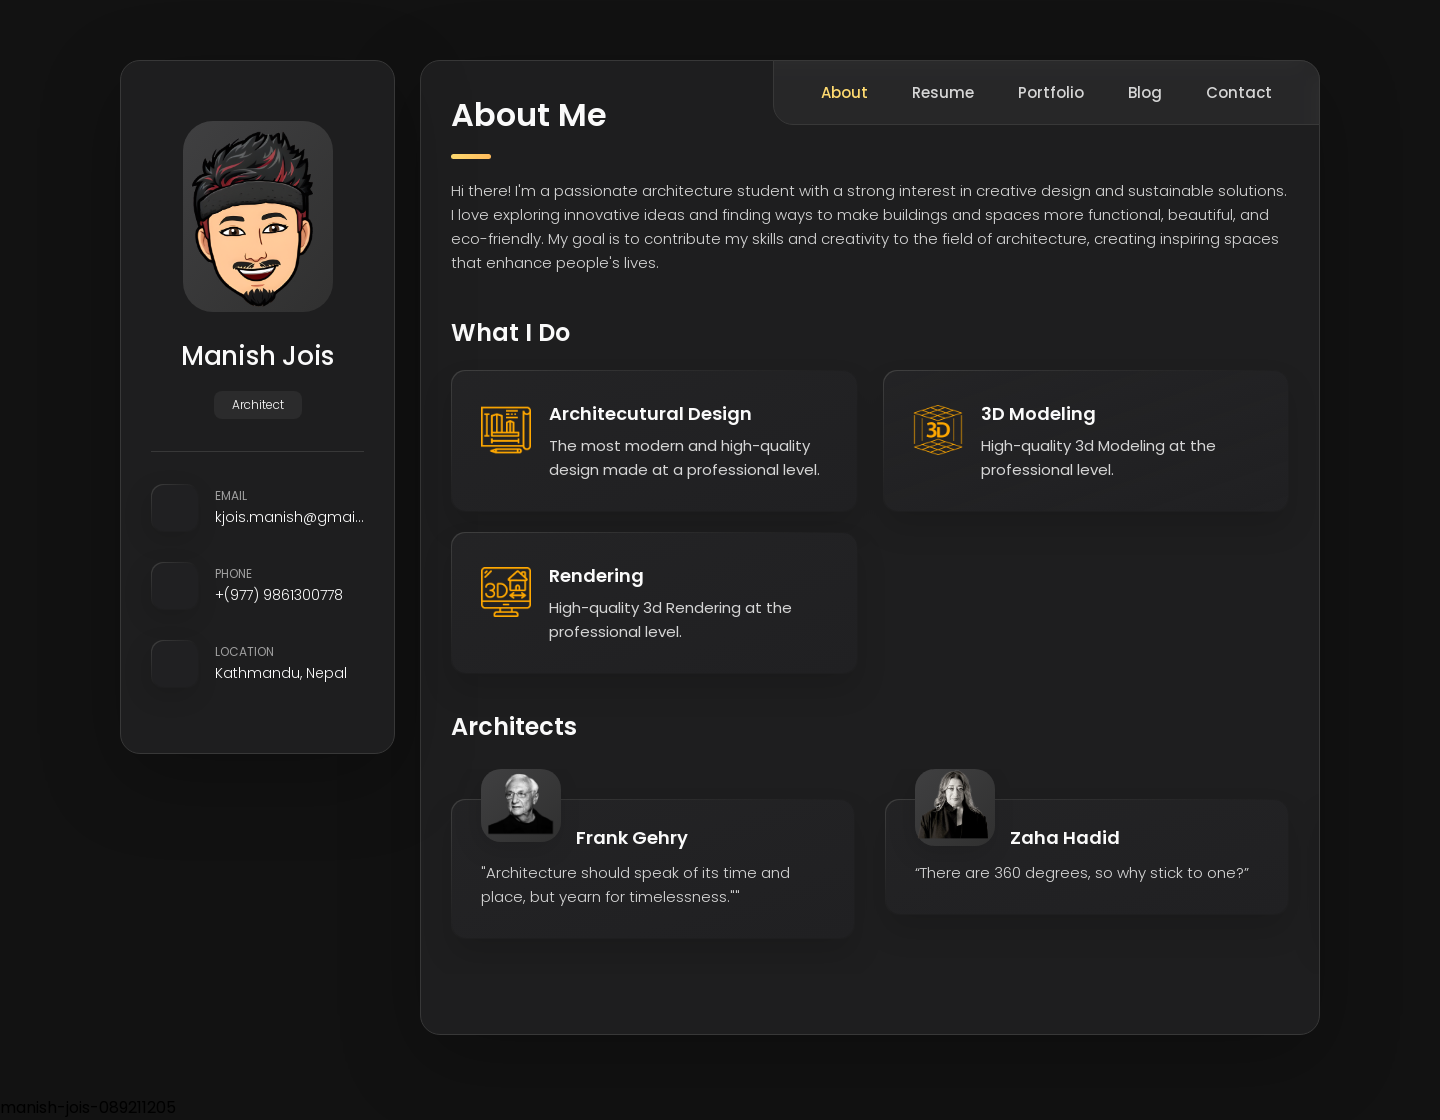 Manish Jois
Architect
EMAIL
kjois.manish@gmai...
PHONE
+(977) 9861300778
LOCATION
Kathmandu, Nepal
About
Resume
Portfolio
Blog
Contact
About Me
Hi there! I'm a passionate architecture student with a strong interest in creative design and sustainable solutions.
I love exploring innovative ideas and finding ways to make buildings and spaces more functional, beautiful, and
eco-friendly. My goal is to contribute my skills and creativity to the field of architecture, creating inspiring spaces
that enhance people's lives.
What I Do
Architecutural Design
The most modern and high-quality
design made at a professional level.
3D
3D Modeling
High-quality 3d Modeling at the
professional level.
3D
Rendering
High-quality 3d Rendering at the
professional level.
Architects
Frank Gehry
"Architecture should speak of its time and
place, but yearn for timelessness.""
Zaha Hadid
“There are 360 degrees, so why stick to one?”
manish-jois-089211205